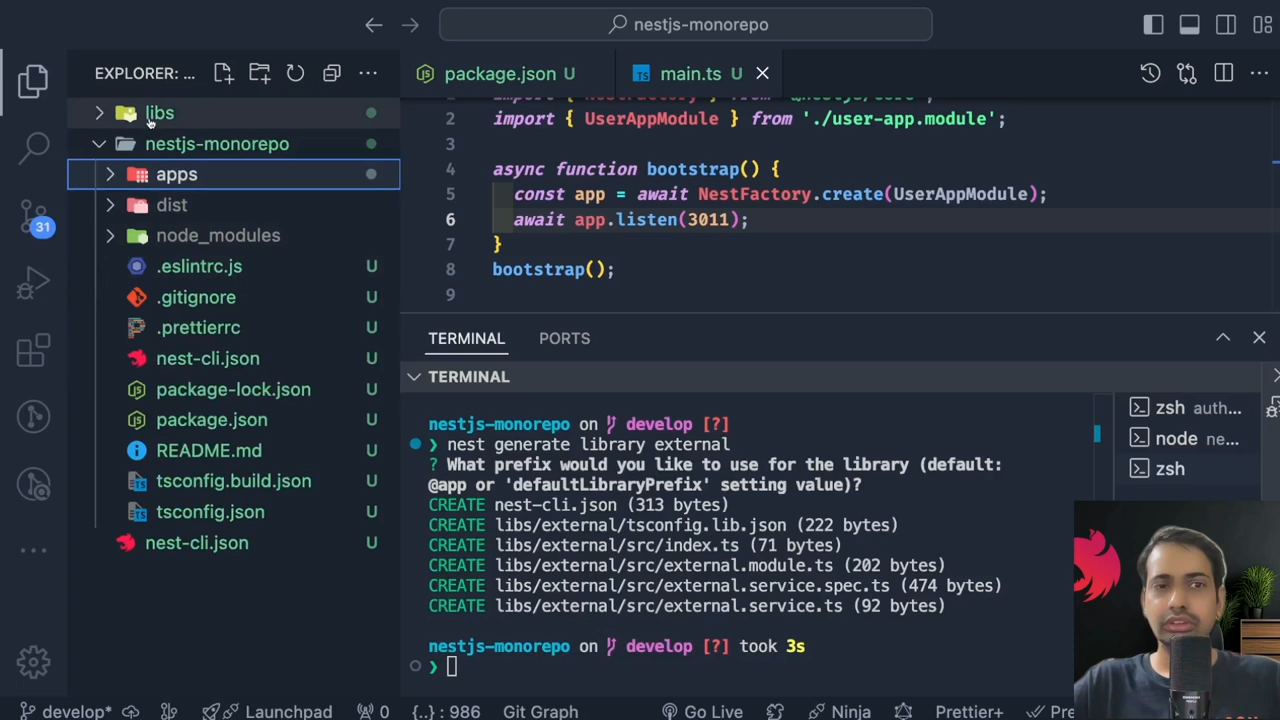 nestjs-monorepo
EXPLORER: ...
package.json U
main.ts U
libs
nestjs-monorepo
apps
dist
node_modules
.eslintrc.js U
.gitignore U
.prettierrc U
nest-cli.json U
package-lock.json U
package.json U
README.md U
tsconfig.build.json U
tsconfig.json U
nest-cli.json U
31
2 import { UserAppModule } from './user-app.module';
3
4 async function bootstrap() {
5 const app = await NestFactory.create(UserAppModule);
6 await app.listen(3011);
7 }
8 bootstrap();
9
TERMINAL PORTS
TERMINAL
nestjs-monorepo on develop [?]
❯ nest generate library external
? What prefix would you like to use for the library (default:
@app or 'defaultLibraryPrefix' setting value)?
CREATE nest-cli.json (313 bytes)
CREATE libs/external/tsconfig.lib.json (222 bytes)
CREATE libs/external/src/index.ts (71 bytes)
CREATE libs/external/src/external.module.ts (202 bytes)
CREATE libs/external/src/external.service.spec.ts (474 bytes)
CREATE libs/external/src/external.service.ts (92 bytes)
nestjs-monorepo on develop [?] took 3s
❯
zsh auth...
node ne...
zsh
develop* Launchpad 0 {..} : 986 Git Graph Go Live Ninja Prettier+ Pre